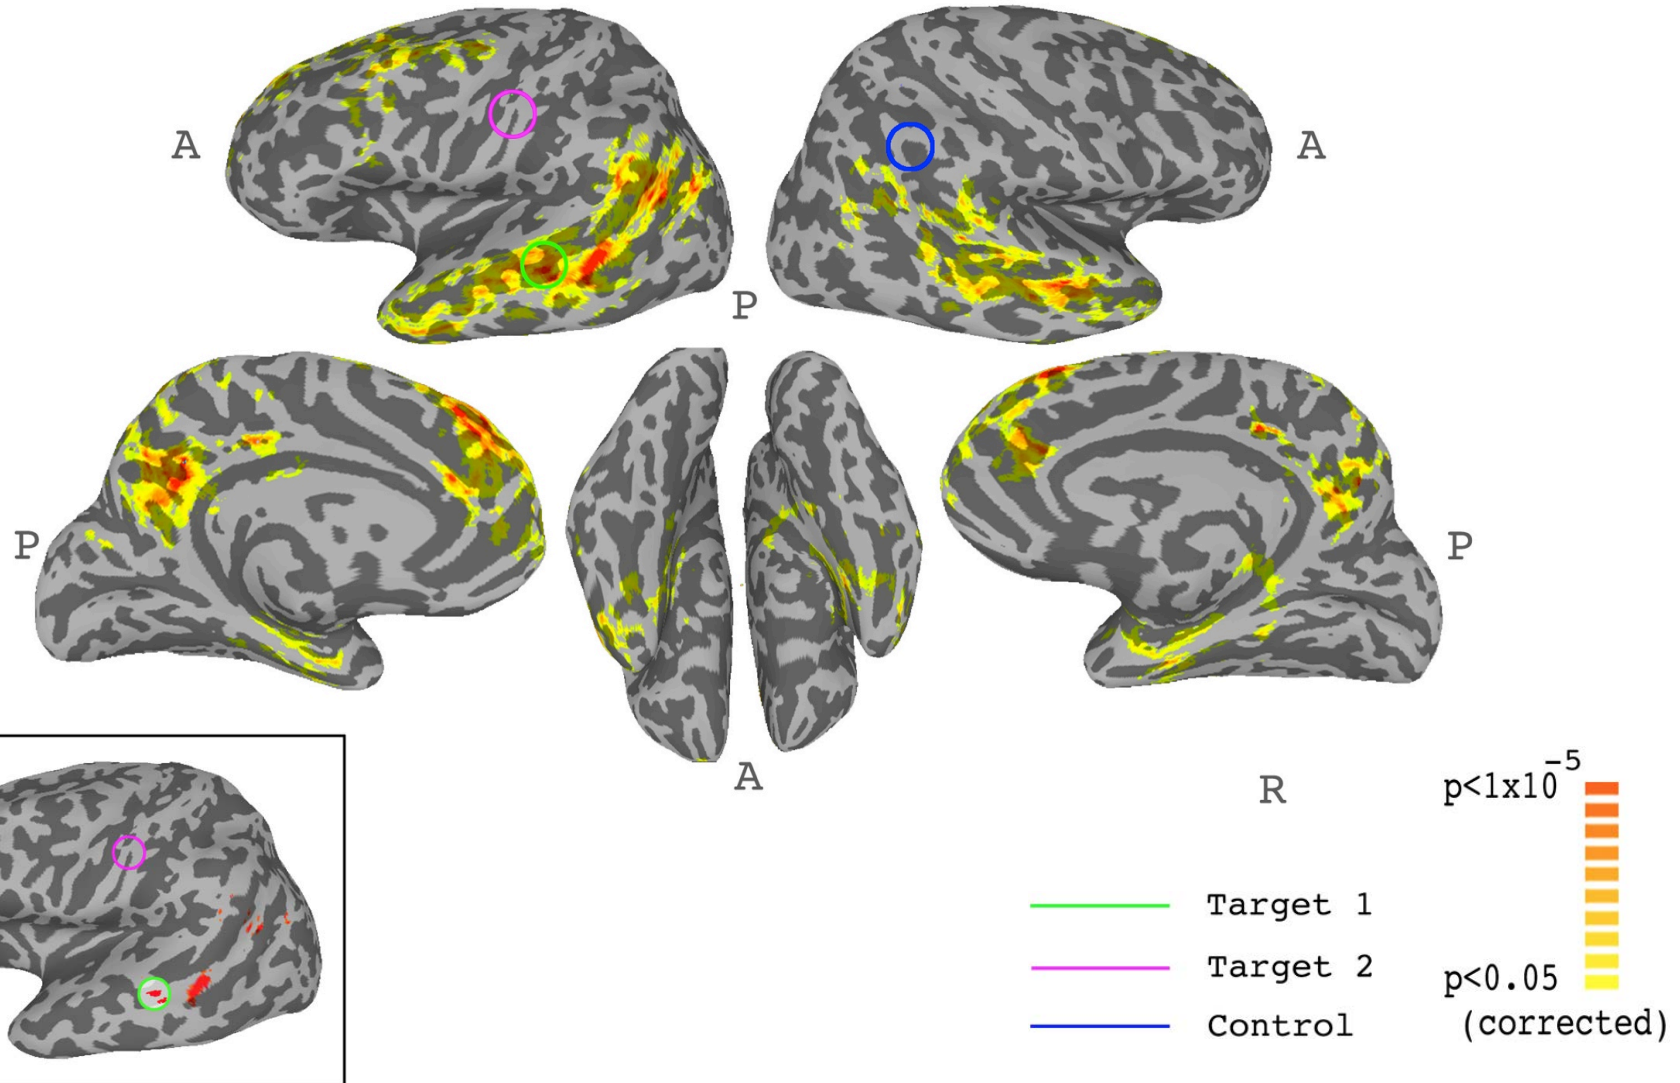 A
A
P
P
P
A
R
p<1x10-5
Target 1
Target 2
p<0.05
Control
(corrected)